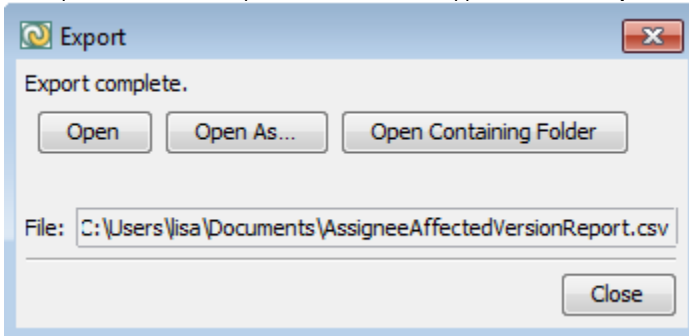 Export
Export complete.
Open Open As... Open Containing Folder
File: C:\Users\lisa\Documents\AssigneeAffectedVersionReport.csv
Close